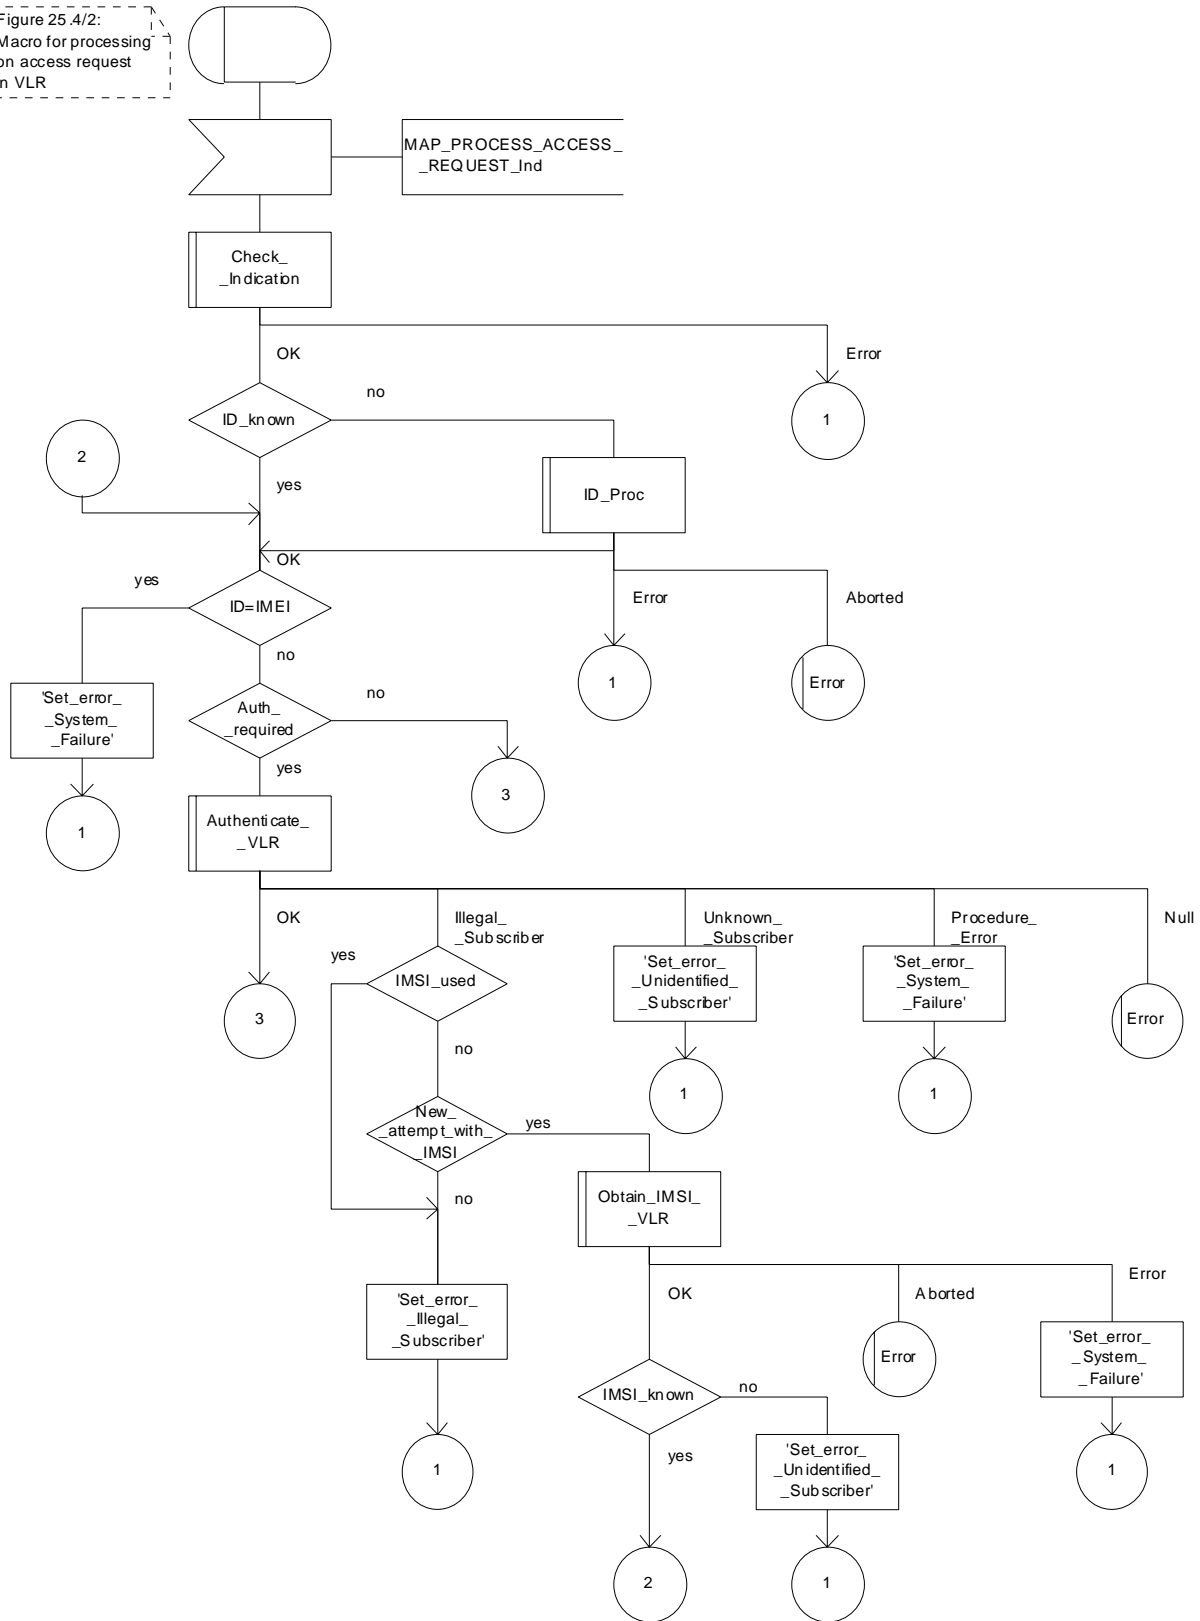 Figure 25.4/2:
Macro for processing
on access request
in VLR
MAP_PROCESS_ACCESS_
_REQUEST_Ind
Check_
_Indication
OK
Error
ID_known
no
1
2
yes
ID_Proc
OK
yes
ID=IMEI
Error
Aborted
no
1
Error
'Set_error_
_System_
_Failure'
Auth_
_required
no
yes
3
1
Authenticate_
_VLR
OK
Illegal_
_Subscriber
Unknown_
_Subscriber
Procedure_
_Error
Null
yes
IMSI_used
'Set_error_
_Unidentified_
_Subscriber'
'Set_error_
_System_
_Failure'
3
Error
no
1
1
New_
_attempt_with_
_IMSI
yes
no
Obtain_IMSI_
_VLR
Error
OK
Aborted
'Set_error_
_Illegal_
_Subscriber'
Error
'Set_error_
_System_
_Failure'
IMSI_known
no
yes
1
'Set_error_
_Unidentified_
_Subscriber'
1
2
1